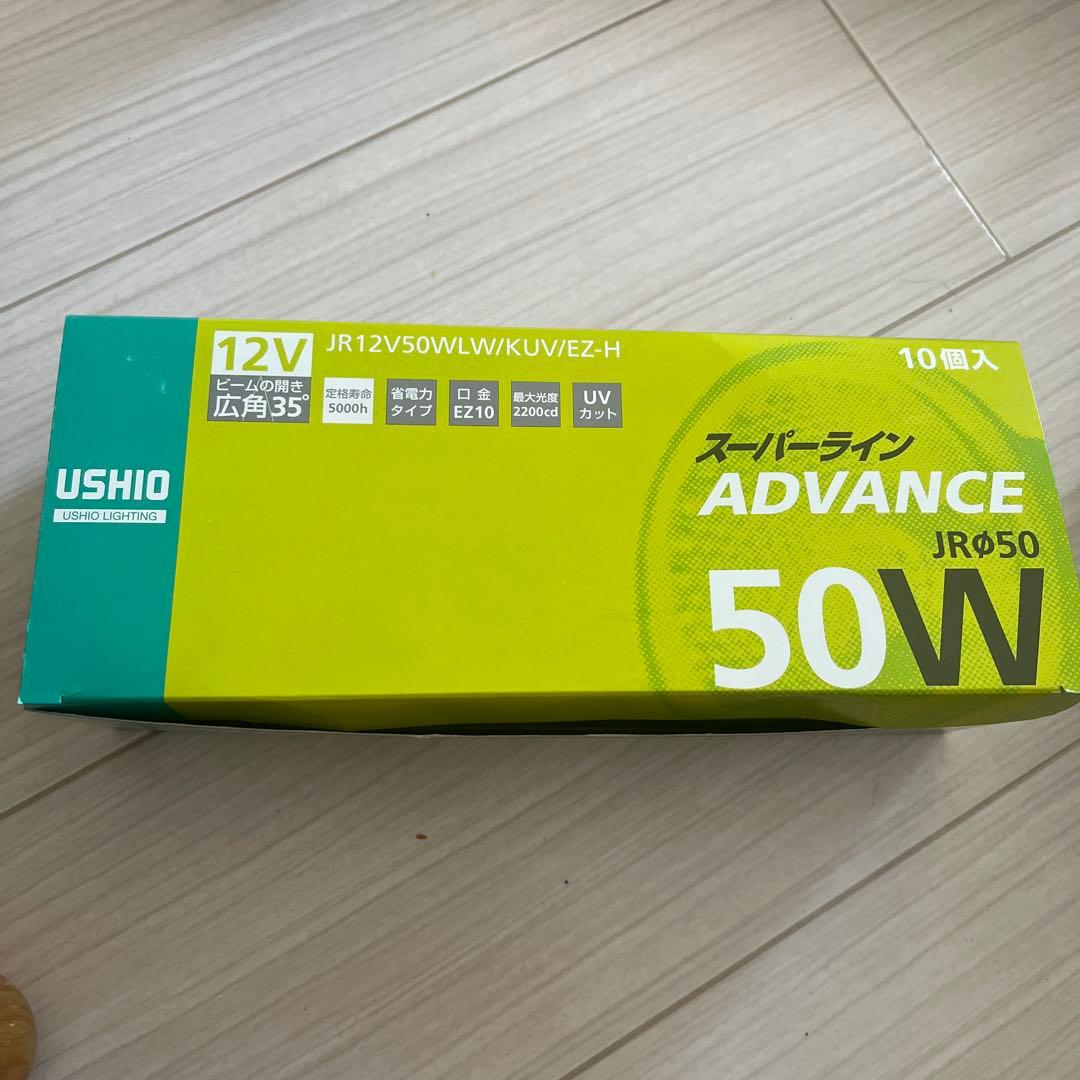 12V
JR12V50WLW/KUV/EZ-H
10個入
ビームの開き
広角35°
定格寿命
5000h
省電力
タイプ
口金
EZ10
最大光度
2200cd
UV
カット
USHIO
USHIO LIGHTING
スーパーライン
ADVANCE
JRφ50
50W